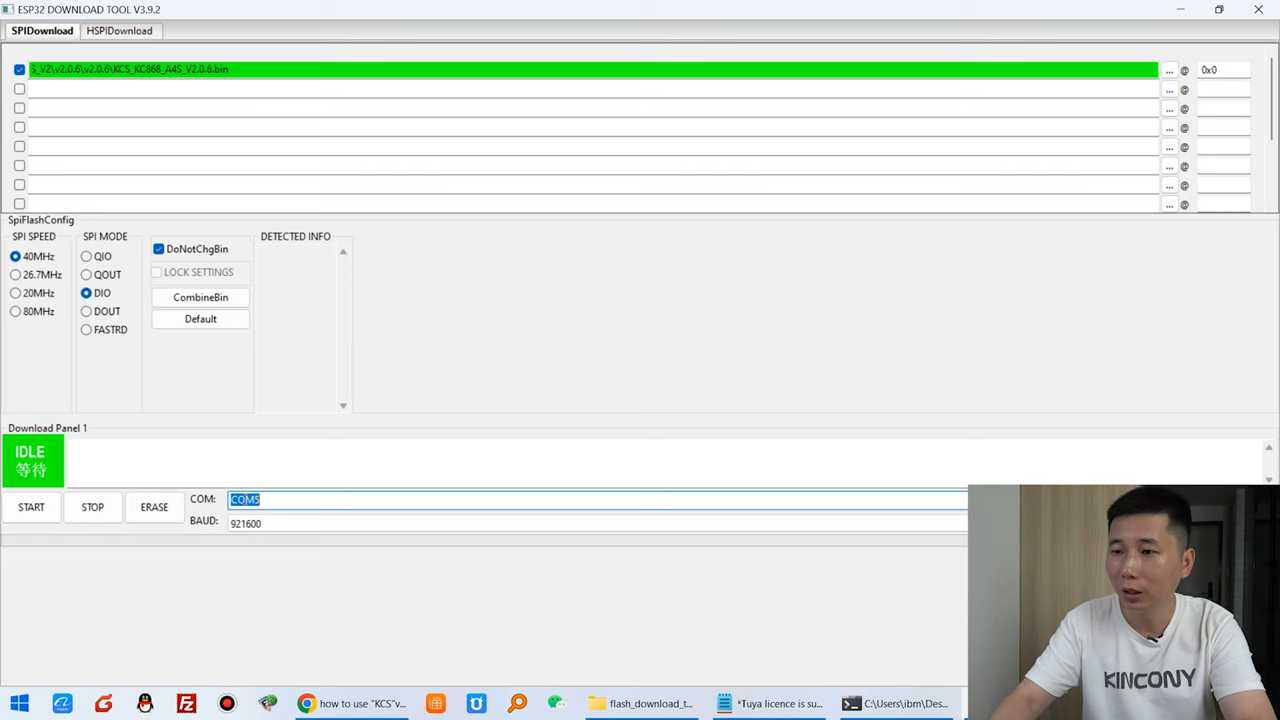 ESP32 DOWNLOAD TOOL V3.9.2
SPIDownload HSPIDownload
S_V2\v2.0.6\v2.0.6\KCS_KC868_A4S_V2.0.6.bin ... @ 0x0
... @
... @
... @
... @
... @
... @
... @
SpiFlashConfig
SPI SPEED SPI MODE DETECTED INFO
DoNotChgBin
40MHz QIO
26.7MHz QOUT LOCK SETTINGS
20MHz DIO CombineBin
80MHz DOUT Default
FASTRD
Download Panel 1
IDLE
等待
START STOP ERASE
COM: COM5
BAUD: 921600
KINCONY
how to use "KCS"v... flash_download_t... *Tuya licence is su... C:\Users\ibm\Des...